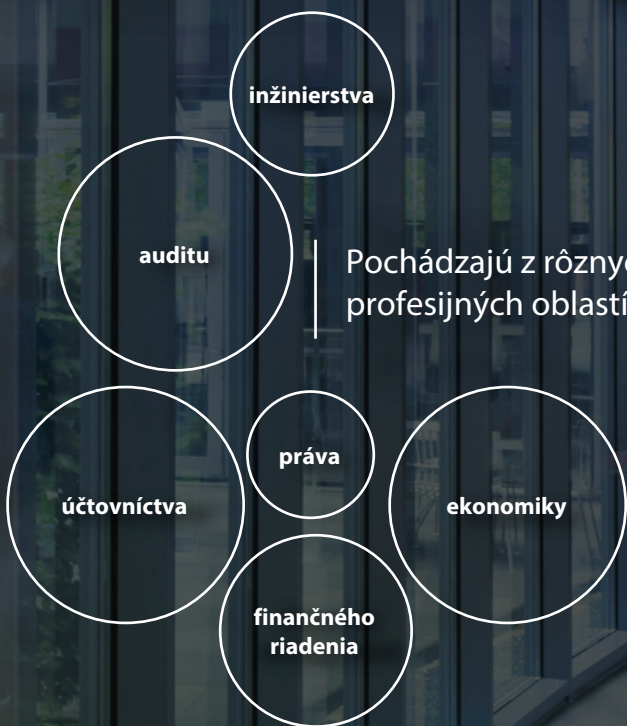 inžinierstva
auditu
Pochádzajú z
profesijných oblastí
práva
účtovníctva
ekonomiky
finančného
riadenia